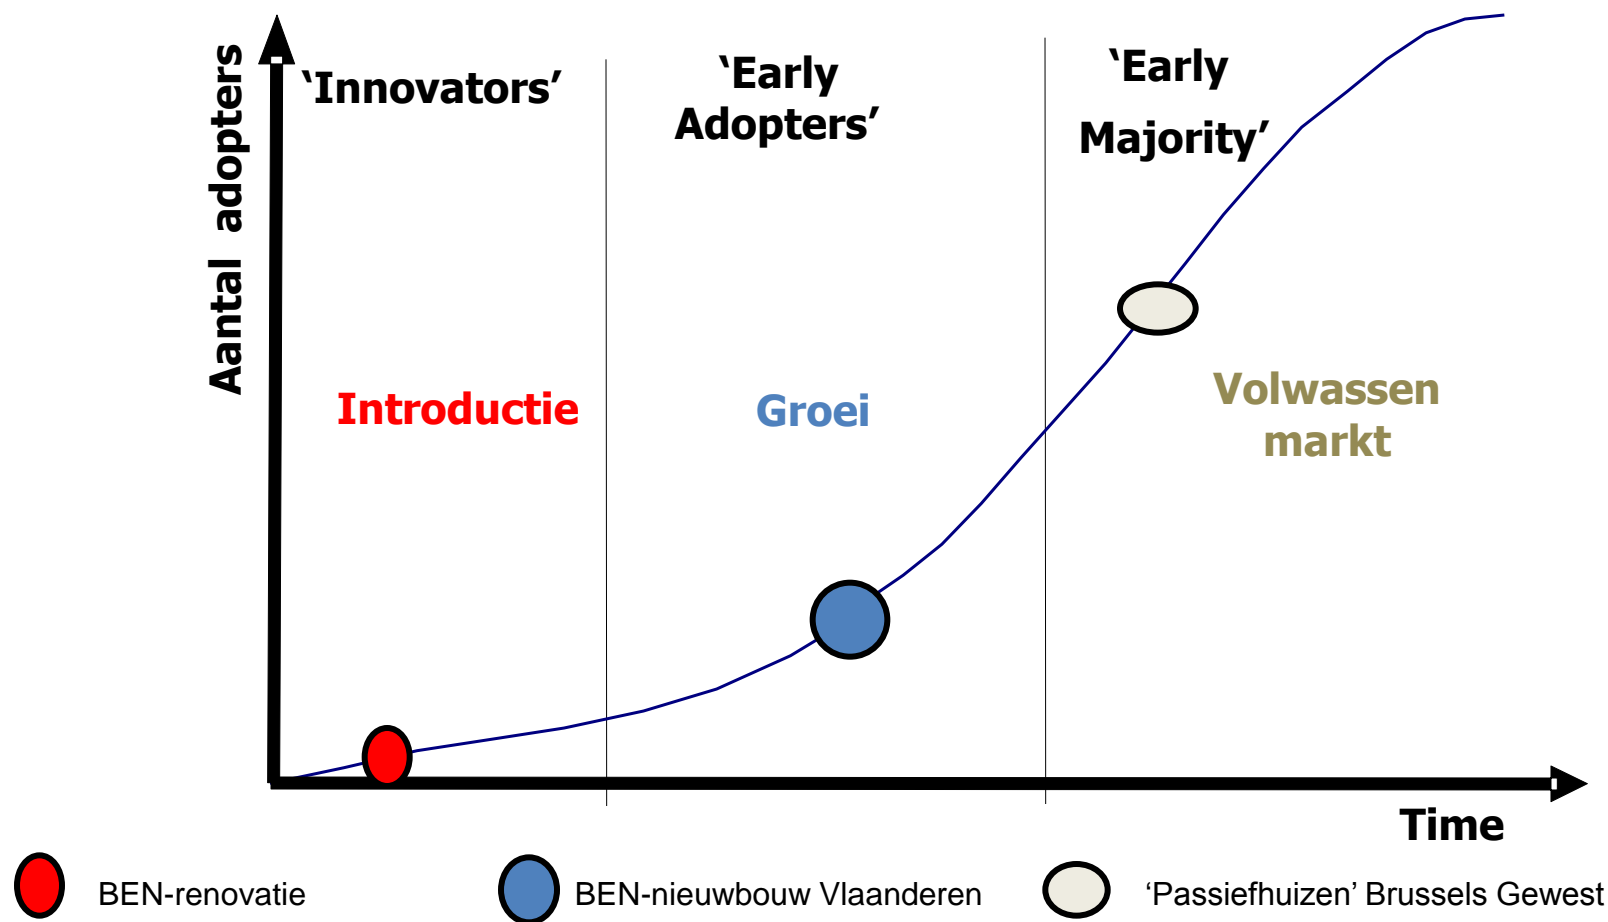 Aantal adopters
‘Innovators’
‘Early
Adopters’
‘Early
Majority’
Introductie
Groei
Volwassen
markt
Time
BEN-renovatie
BEN-nieuwbouw Vlaanderen
‘Passiefhuizen’ Brussels Gewest